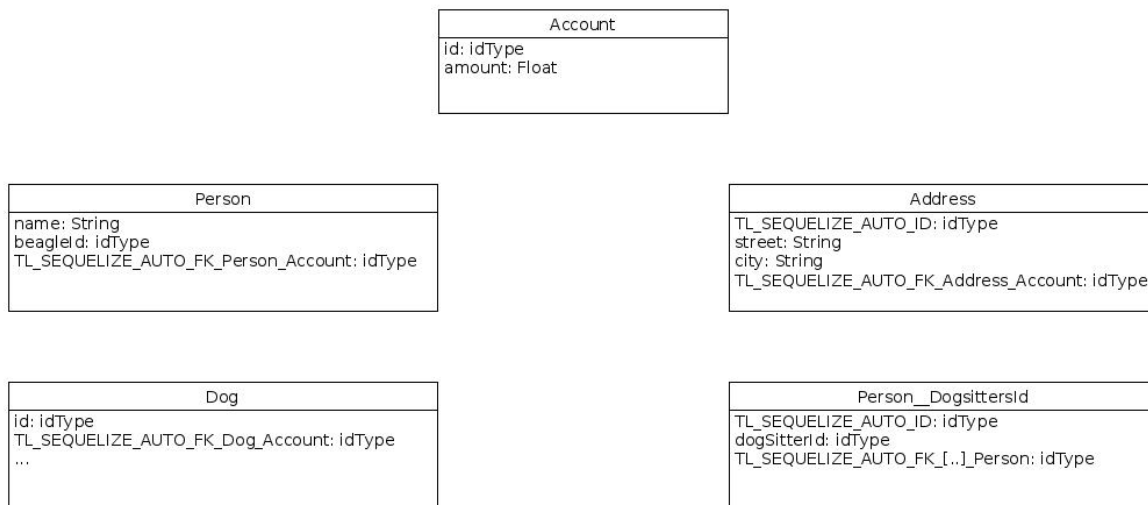 Account
id: idType
amount: Float
Person
name: String
beagleId: idType
TL_SEQUELIZE_AUTO_FK_Person_Account: idType
Address
TL_SEQUELIZE_AUTO_ID: idType
street: String
city: String
TL_SEQUELIZE_AUTO_FK_Address_Account: idType
Dog
id: idType
TL_SEQUELIZE_AUTO_FK_Dog_Account: idType
...
Person__DogsittersId
TL_SEQUELIZE_AUTO_ID: idType
dogSitterId: idType
TL_SEQUELIZE_AUTO_FK_[..]_Person: idType